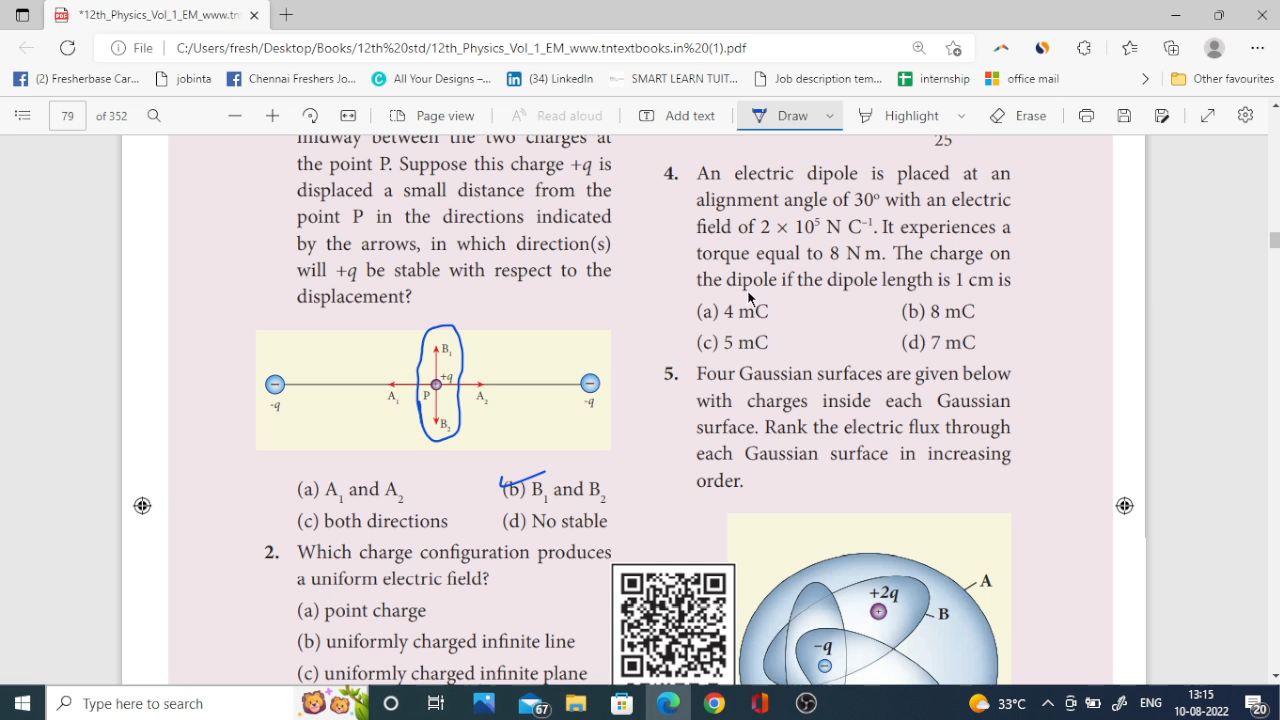 *12th_Physics_Vol_1_EM_www.tn
File C:/Users/fresh/Desktop/Books/12th%20std/12th_Physics_Vol_1_EM_www.tntextbooks.in%20(1).pdf
(2) Fresherbase Car... jobinta Chennai Freshers Jo... All Your Designs –... (34) LinkedIn SMART LEARN TUIT... Job description tem... internship office mail Other favourites
79 of 352 Page view Read aloud Add text Draw Highlight Erase
midway between the two charges at
the point P. Suppose this charge +q is
displaced a small distance from the
point P in the directions indicated
by the arrows, in which direction(s)
will +q be stable with respect to the
displacement?
B₁
+q
A₁ P A₂
-q -q
B₂
(a) A₁ and A₂ (b) B₁ and B₂
(c) both directions (d) No stable
2. Which charge configuration produces
a uniform electric field?
(a) point charge
(b) uniformly charged infinite line
(c) uniformly charged infinite plane
25
4. An electric dipole is placed at an
alignment angle of 30° with an electric
field of 2 × 10⁵ N C⁻¹. It experiences a
torque equal to 8 N m. The charge on
the dipole if the dipole length is 1 cm is
(a) 4 mC (b) 8 mC
(c) 5 mC (d) 7 mC
5. Four Gaussian surfaces are given below
with charges inside each Gaussian
surface. Rank the electric flux through
each Gaussian surface in increasing
order.
A
+2q
B
-q
Type here to search 67 33°C ENG 13:15
10-08-2022 20